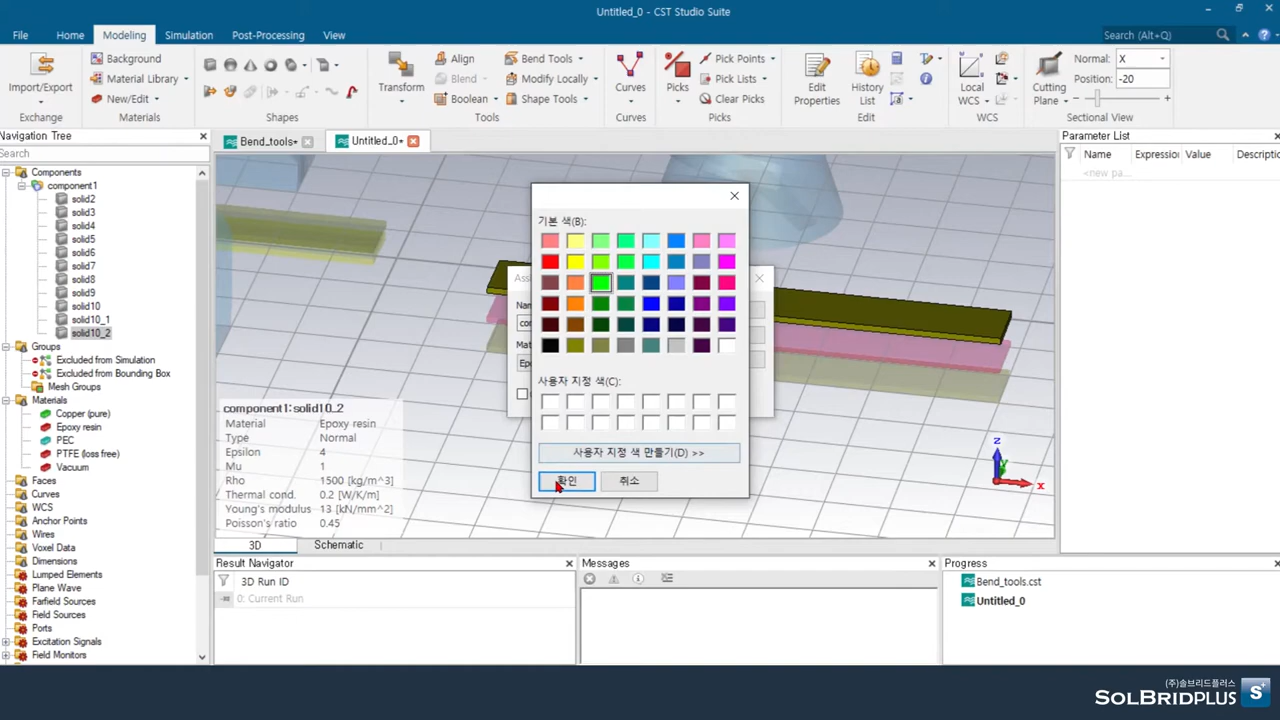 Untitled_0 - CST Studio Suite
File Home Modeling Simulation Post-Processing View Search (Alt+Q)
Import/Export
Exchange
Background
Material Library
New/Edit
Materials
Shapes
Transform
Align
Blend
Boolean
Bend Tools
Modify Locally
Shape Tools
Tools
Curves
Curves
Picks
Pick Points
Pick Lists
Clear Picks
Picks
Edit Properties
History List
Edit
Local WCS
WCS
Cutting Plane
Normal: X
Position: -20
Sectional View
Navigation Tree
Search
Components
component1
solid2
solid3
solid4
solid5
solid6
solid7
solid8
solid9
solid10
solid10_1
solid10_2
Groups
Excluded from Simulation
Excluded from Bounding Box
Mesh Groups
Materials
Copper (pure)
Epoxy resin
PEC
PTFE (loss free)
Vacuum
Faces
Curves
WCS
Anchor Points
Wires
Voxel Data
Dimensions
Lumped Elements
Plane Wave
Farfield Sources
Field Sources
Ports
Excitation Signals
Field Monitors
Bend_tools*
Untitled_0*
component1:solid10_2
Material Epoxy resin
Type Normal
Epsilon 4
Mu 1
Rho 1500 [kg/m^3]
Thermal cond. 0.2 [W/K/m]
Young's modulus 13 [kN/mm^2]
Poisson's ratio 0.45
기본 색(B):
사용자 지정 색(C):
사용자 지정 색 만들기(D) >>
확인 취소
z
x
3D Schematic
Parameter List
Name Expression Value Descriptio
<new pa...
Result Navigator
3D Run ID
0: Current Run
Messages
Progress
Bend_tools.cst
Untitled_0
(주)솔브리드플러스
SOLBRIDPLUS S+